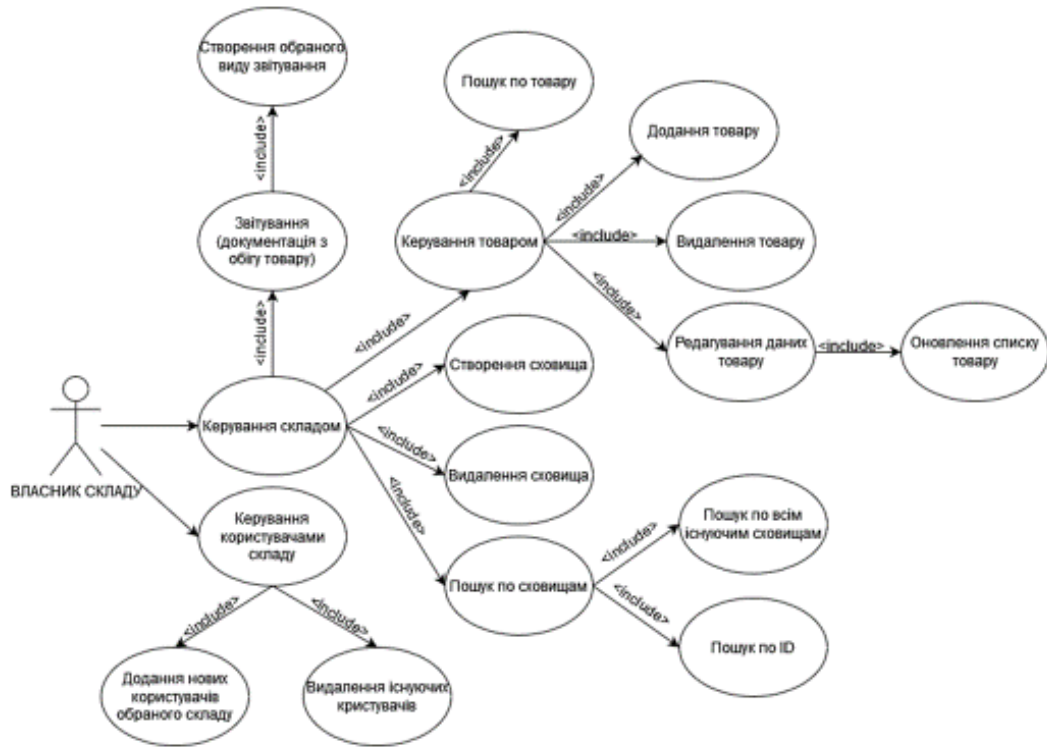 Створення обраного
виду звітування
<include>
Звітування
(документація з
обігу товару)
<include>
Пошук по товару
<include>
Додання товару
<include>
Керування товаром
<include>
Видалення товару
<include>
Редагування даних
товару
<include>
Оновлення списку
товару
<include>
Створення сховища
<include>
ВЛАСНИК СКЛАДУ
Керування складом
<include>
Видалення сховища
<include>
Пошук по сховищам
<include>
Пошук по всім
існуючим сховищам
<include>
Пошук по ID
Керування
користувачами
складу
<include>
<include>
Додання нових
користувачів
обраного складу
Видалення існуючих
кристувачів